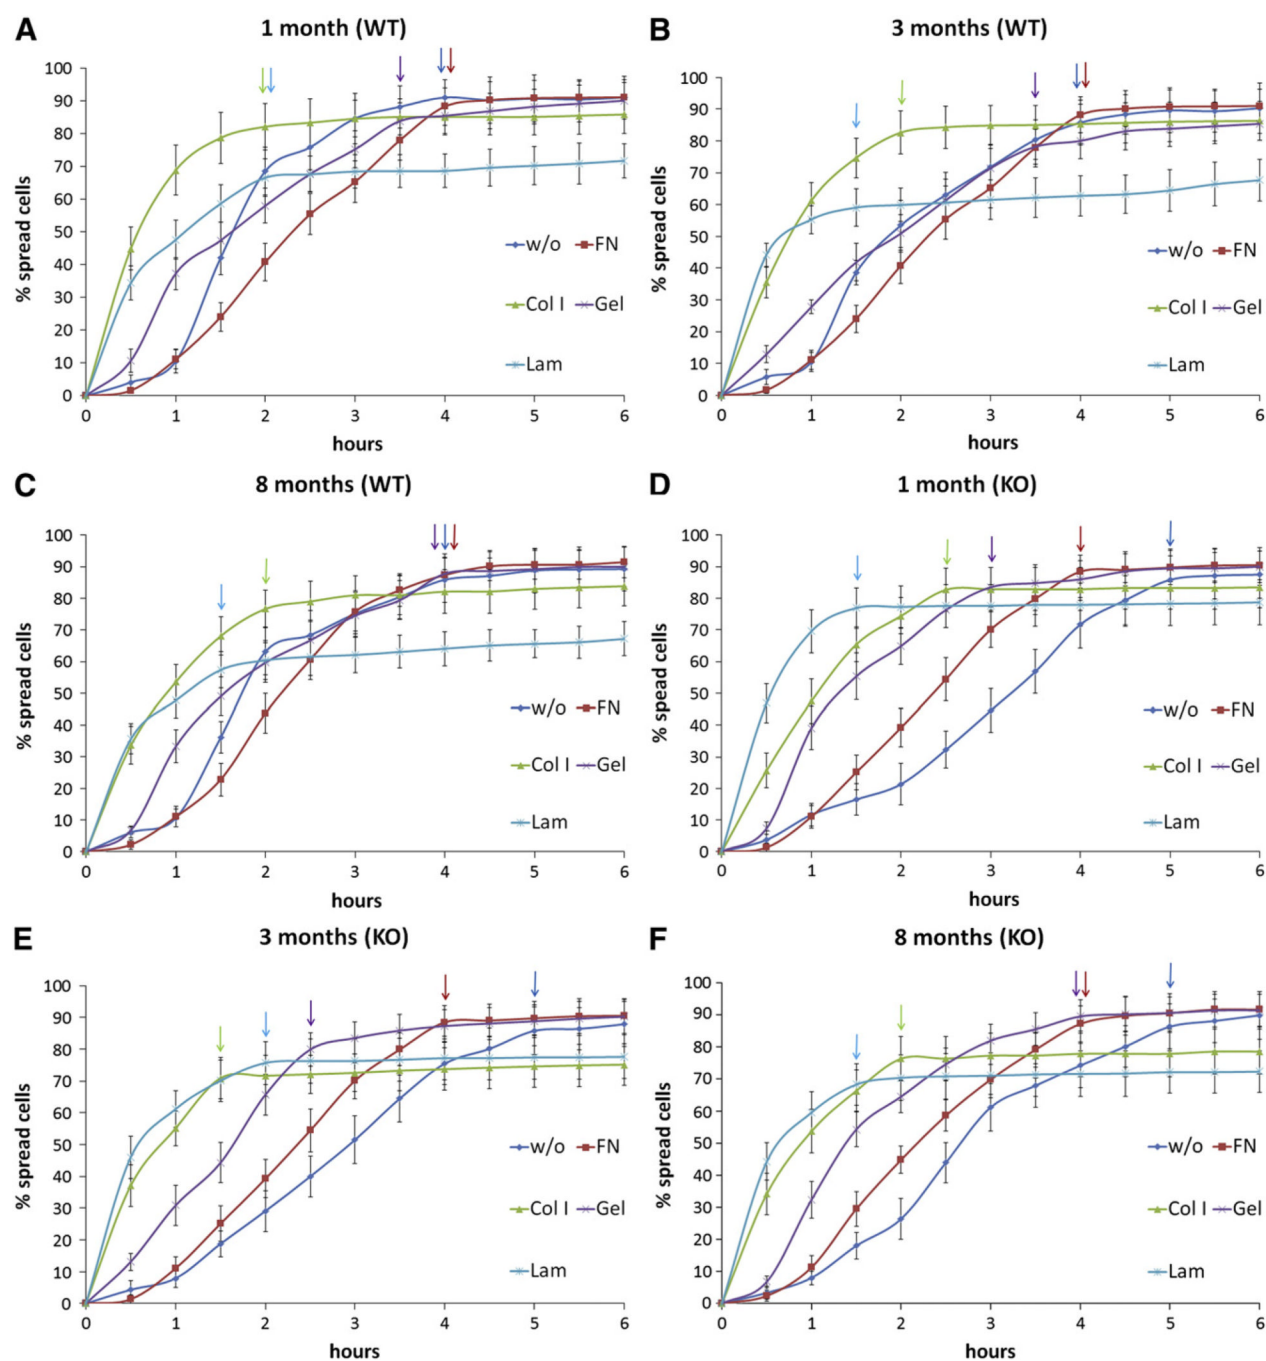 A
1 month (WT)
100
90
80
70
60
50
40
30
20
10
0
% spread cells
w/o FN
Col I Gel
Lam
0 1 2 3 4 5 6
hours
B
3 months (WT)
100
90
80
70
60
50
40
30
20
10
0
% spread cells
w/o FN
Col I Gel
Lam
0 1 2 3 4 5 6
hours
C
8 months (WT)
100
90
80
70
60
50
40
30
20
10
0
% spread cells
w/o FN
Col I Gel
Lam
0 1 2 3 4 5 6
hours
D
1 month (KO)
100
90
80
70
60
50
40
30
20
10
0
% spread cells
w/o FN
Col I Gel
Lam
0 1 2 3 4 5 6
hours
E
3 months (KO)
100
90
80
70
60
50
40
30
20
10
0
% spread cells
w/o FN
Col I Gel
Lam
0 1 2 3 4 5 6
hours
F
8 months (KO)
100
90
80
70
60
50
40
30
20
10
0
% spread cells
w/o FN
Col I Gel
Lam
0 1 2 3 4 5 6
hours